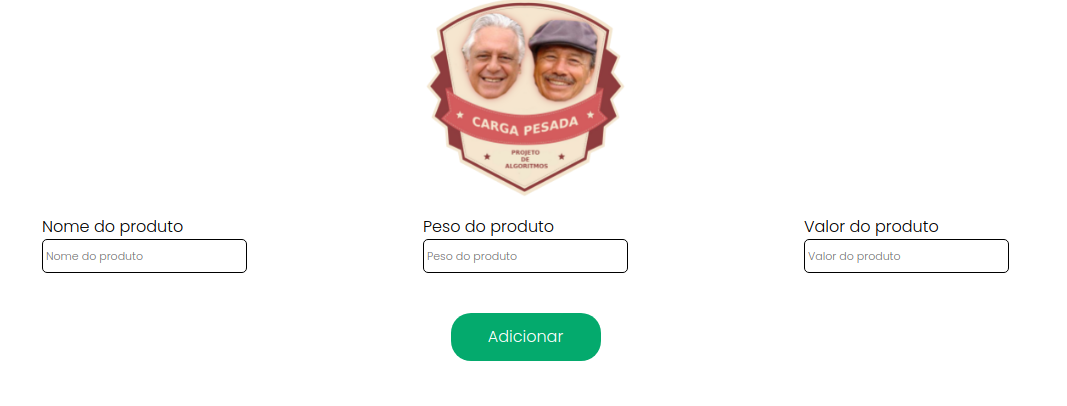 CARGA PESADA
PROJETO
DE
ALGORITMOS
Nome do produto
Peso do produto
Valor do produto
Nome do produto
Peso do produto
Valor do produto
Adicionar